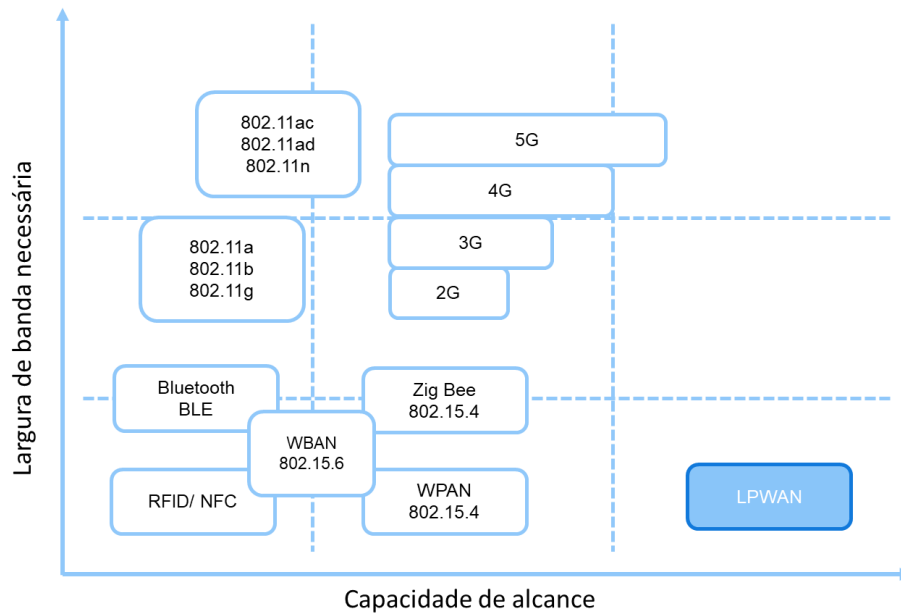 Largura de banda necessária
802.11ac
802.11ad
802.11n
5G
4G
802.11a
802.11b
802.11g
3G
2G
Bluetooth
BLE
Zig Bee
802.15.4
WBAN
802.15.6
RFID/ NFC
WPAN
802.15.4
LPWAN
Capacidade de alcance